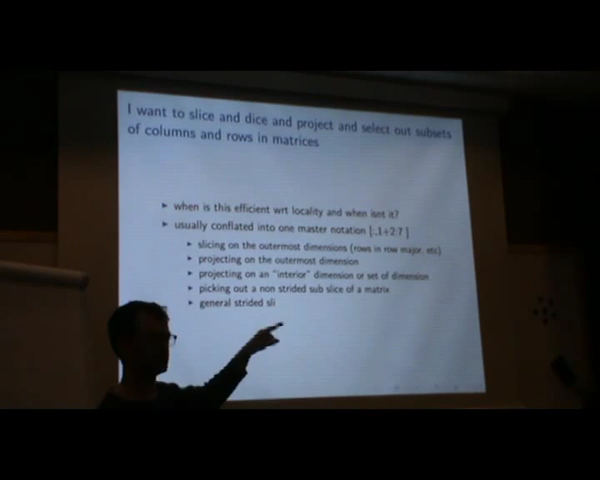 I want to slice and dice and project and select out subsets
of columns and rows in matrices
► when is this efficient wrt locality and when isnt it?
► usually conflated into one master notation [:,1+2:7 ]
► slicing on the outermost dimensions (rows in row major, etc)
► projecting on the outermost dimension
► projecting on an "interior" dimension or set of dimension
► picking out a non strided sub slice of a matrix
► general strided sli